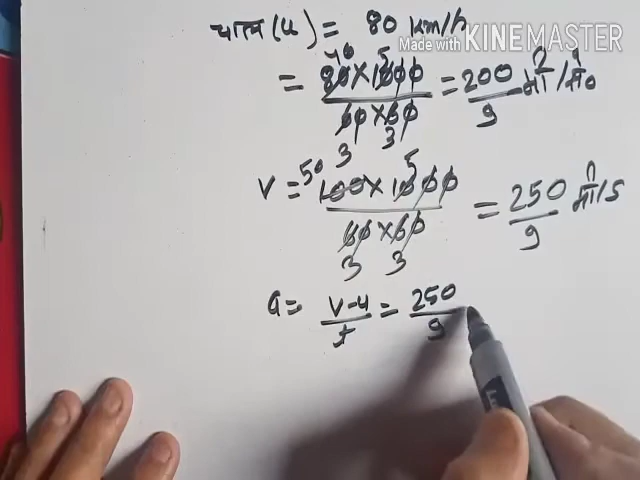 चाल (u) = 80 km/h
Made with KINEMASTER
= 80 × 1000 / 60 × 60 = 200 / 9 मी/से
V = 100 × 1000 / 60 × 60 = 250 / 9 मी/s
a = v-u / t = 250 / 9